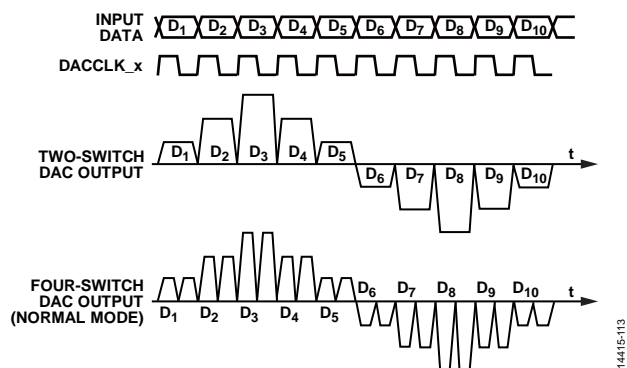 INPUT
DATA
D1 D2 D3 D4 D5 D6 D7 D8 D9 D10
DACCLK_x
TWO-SWITCH
DAC OUTPUT
D1 D2 D3 D4 D5
t
D6 D7 D8 D9 D10
FOUR-SWITCH
DAC OUTPUT
(NORMAL MODE)
D6 D7 D8 D9 D10
t
D1 D2 D3 D4 D5
14415-113